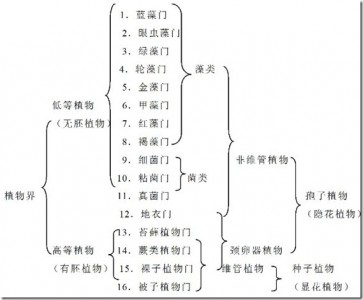 1. 蓝藻门
2. 眼虫藻门
3. 绿藻门
4. 轮藻门
5. 金藻门
6. 甲藻门
7. 红藻门
8. 褐藻门
9. 细菌门
10. 粘菌门
11. 真菌门
12. 地衣门
13. 苔藓植物门
14. 蕨类植物门
15. 裸子植物门
16. 被子植物门
藻类
菌类
低等植物
(无胚植物)
植物界
高等植物
(有胚植物)
非维管植物
颈卵器植物
维管植物
孢子植物
(隐花植物)
种子植物
(显花植物)